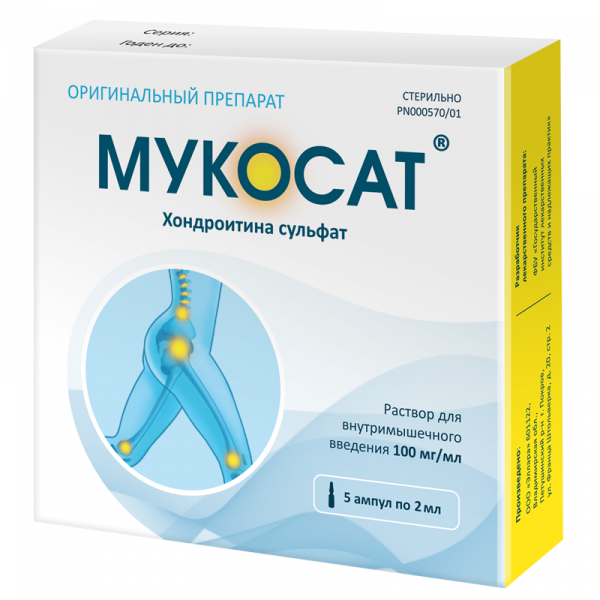 Серия:
Годен до:
ОРИГИНАЛЬНЫЙ ПРЕПАРАТ
СТЕРИЛЬНО
PN000570/01
МУКОСАТ®
Хондроитина сульфат
Раствор для
внутримышечного
введения 100 мг/мл
5 ампул по 2 мл
Разработчик
лекарственного препарата:
ФБУ «Государственный
институт лекарственных
средств и надлежащих практик»
Произведено:
ООО «Эллара» 601122,
Владимирская обл.,
Петушинский р-н, г. Покров,
ул. Франца Штольверка, д. 20, стр. 2